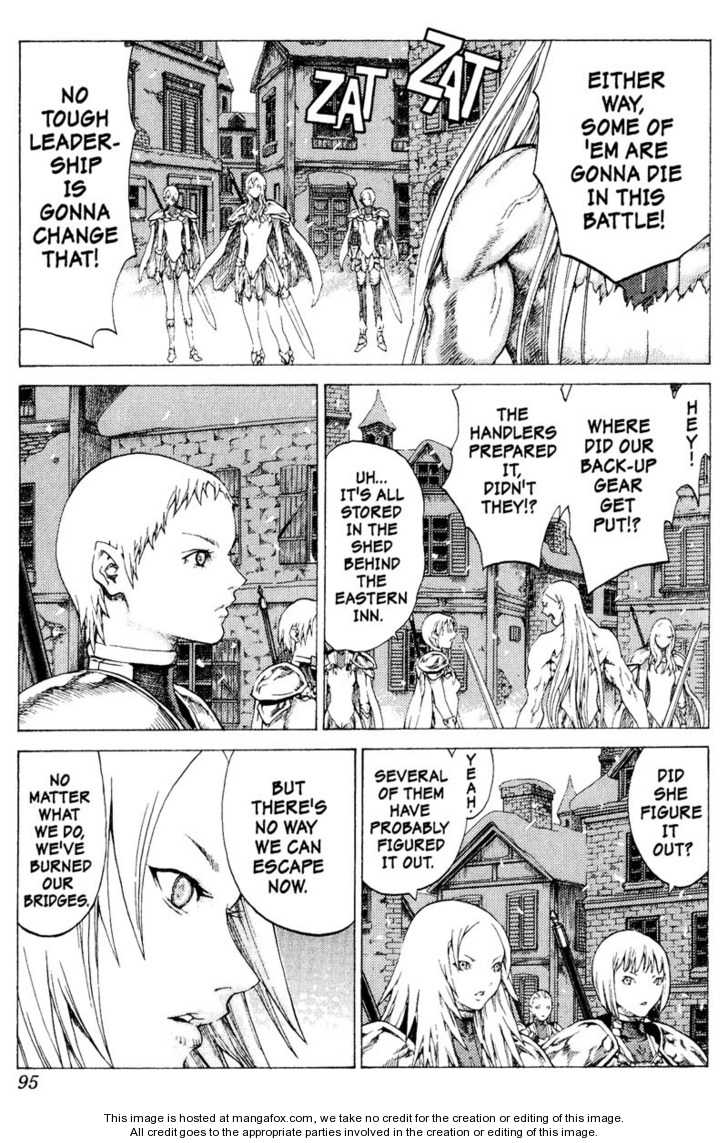 EITHER
WAY,
SOME OF
'EM ARE
GONNA DIE
IN THIS
BATTLE!
ZAT
ZAT
NO
TOUGH
LEADER-
SHIP
IS
GONNA
CHANGE
THAT!
HEY!
WHERE
DID OUR
BACK-UP
GEAR
GET
PUT!?
THE
HANDLERS
PREPARED
IT,
DIDN'T
THEY!?
UH...
IT'S ALL
STORED
IN THE
SHED
BEHIND
THE
EASTERN
INN.
DID
SHE
FIGURE
IT
OUT?
YEAH.
SEVERAL
OF THEM
HAVE
PROBABLY
FIGURED
IT OUT.
BUT
THERE'S
NO WAY
WE CAN
ESCAPE
NOW.
NO
MATTER
WHAT
WE DO,
WE'VE
BURNED
OUR
BRIDGES.
95
This image is hosted at mangafox.com, we take no credit for the creation or editing of this image.
All credit goes to the appropriate parties involved in the creation or editing of this image.